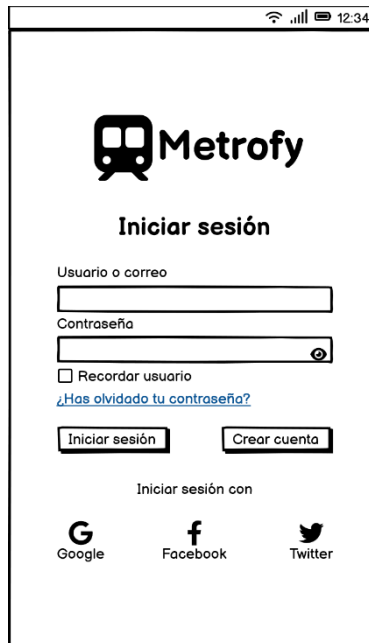 12:34
Metrofy
Iniciar sesión
Usuario o correo
Contraseña
Recordar usuario
¿Has olvidado tu contraseña?
Iniciar sesión Crear cuenta
Iniciar sesión con
Google Facebook Twitter